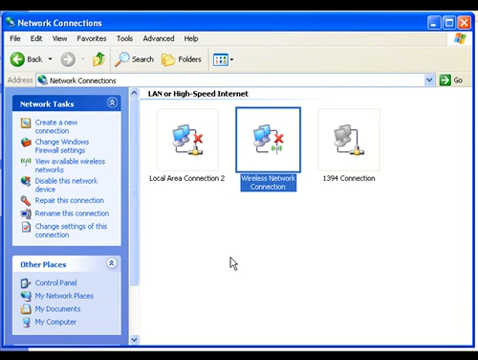 Network Connections
File Edit View Favorites Tools Advanced Help
Back Search Folders
Address Network Connections Go
Network Tasks
Create a new
connection
Change Windows
Firewall settings
View available wireless
networks
Disable this network
device
Repair this connection
Rename this connection
Change settings of this
connection
Other Places
Control Panel
My Network Places
My Documents
My Computer
LAN or High-Speed Internet
Local Area Connection 2
Wireless Network
Connection
1394 Connection